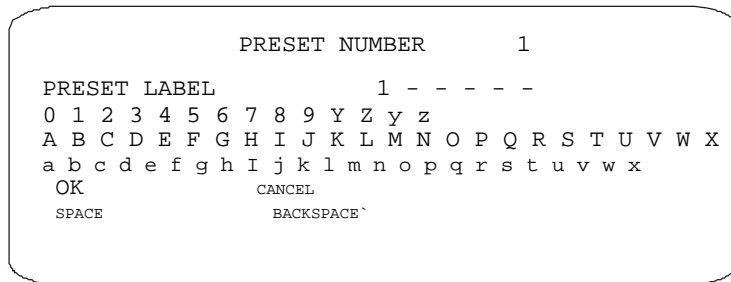 PRESET NUMBER 1
PRESET LABEL 1 - - - - -
0 1 2 3 4 5 6 7 8 9 Y Z y z
A B C D E F G H I J K L M N O P Q R S T U V W X
a b c d e f g h I j k l m n o p q r s t u v w x
OK CANCEL
SPACE BACKSPACE`